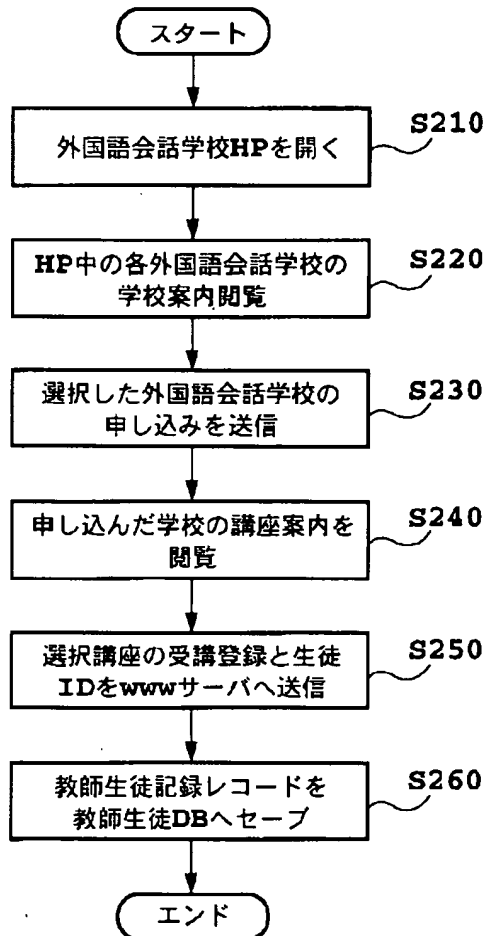 スタート
外国語会話学校HPを開く
S210
HP中の各外国語会話学校の
学校案内閲覧
S220
選択した外国語会話学校の
申し込みを送信
S230
申し込んだ学校の講座案内を
閲覧
S240
選択講座の受講登録と生徒
IDをwwwサーバへ送信
S250
教師生徒記録レコードを
教師生徒DBへセーブ
S260
エンド